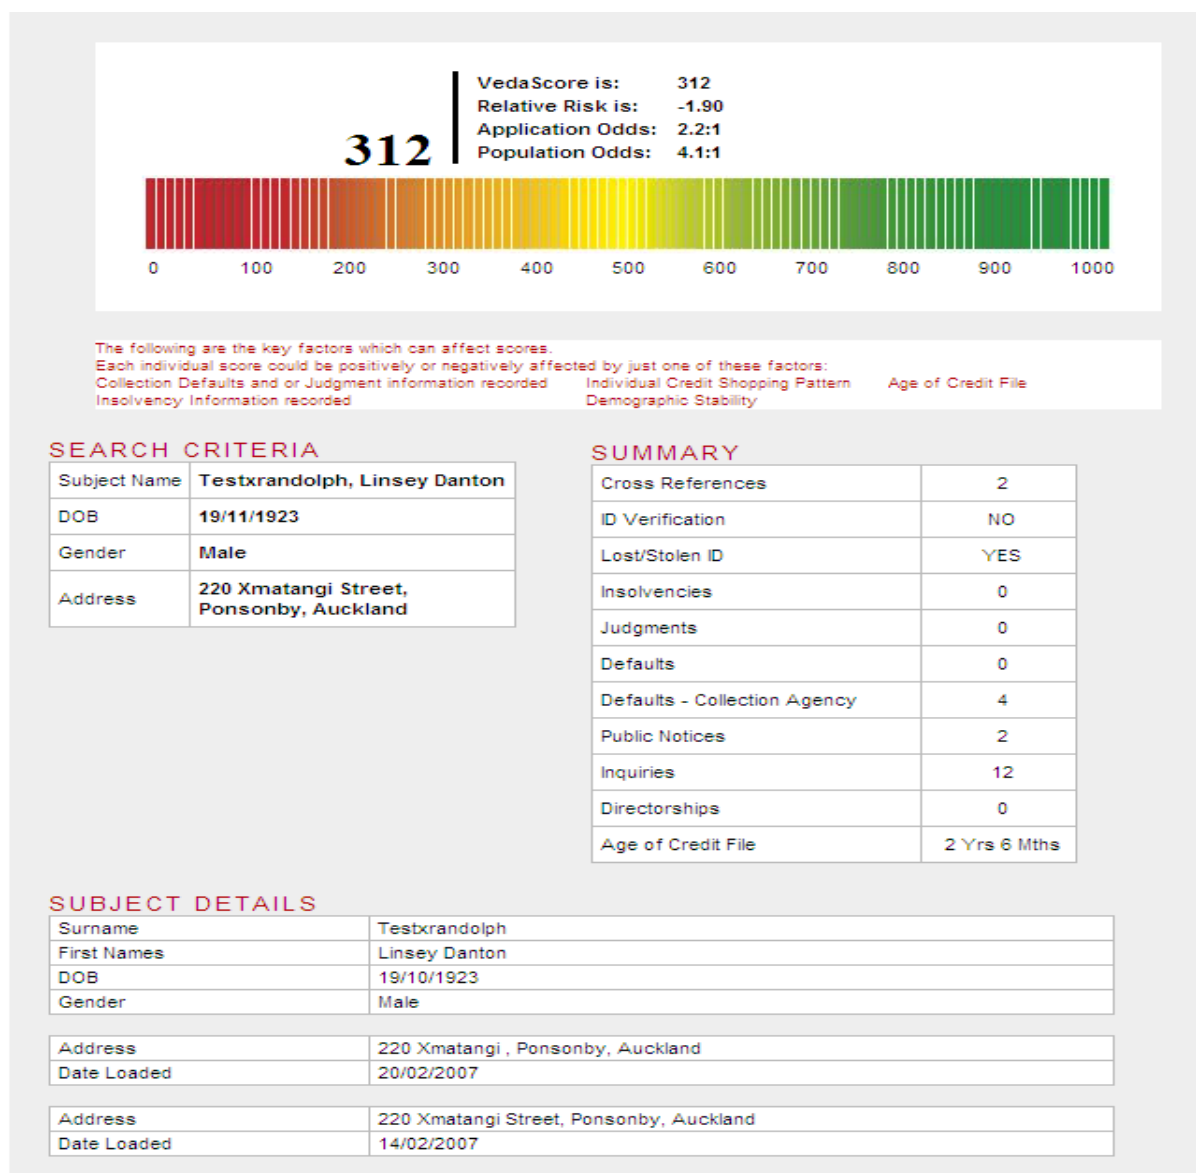 VedaScore is: 312
Relative Risk is: -1.90
Application Odds: 2.2:1
Population Odds: 4.1:1
312
0 100 200 300 400 500 600 700 800 900 1000
The following are the key factors which can affect scores.
Each individual score could be positively or negatively affected by just one of these factors:
Collection Defaults and or Judgment information recorded Individual Credit Shopping Pattern Age of Credit File
Insolvency Information recorded Demographic Stability
SEARCH CRITERIA
Subject Name Testxrandolph, Linsey Danton
DOB 19/11/1923
Gender Male
Address 220 Xmatangi Street,
Ponsonby, Auckland
SUMMARY
Cross References 2
ID Verification NO
Lost/Stolen ID YES
Insolvencies 0
Judgments 0
Defaults 0
Defaults - Collection Agency 4
Public Notices 2
Inquiries 12
Directorships 0
Age of Credit File 2 Yrs 6 Mths
SUBJECT DETAILS
Surname Testxrandolph
First Names Linsey Danton
DOB 19/10/1923
Gender Male
Address 220 Xmatangi , Ponsonby, Auckland
Date Loaded 20/02/2007
Address 220 Xmatangi Street, Ponsonby, Auckland
Date Loaded 14/02/2007